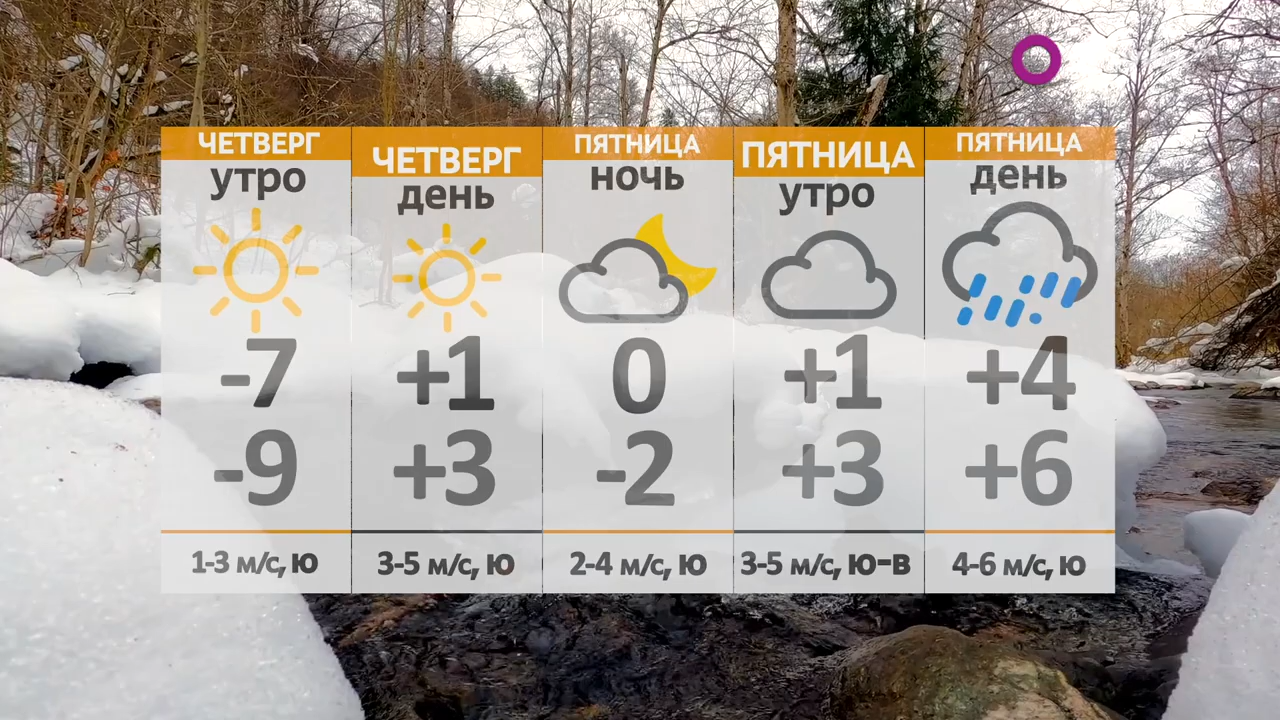 ЧЕТВЕРГ
утро
-7
-9
1-3 м/с, Ю
ЧЕТВЕРГ
день
+1
+3
3-5 м/с, Ю
ПЯТНИЦА
ночь
0
-2
2-4 м/с, Ю
ПЯТНИЦА
утро
+1
+3
3-5 м/с, Ю-В
ПЯТНИЦА
день
+4
+6
4-6 м/с, Ю